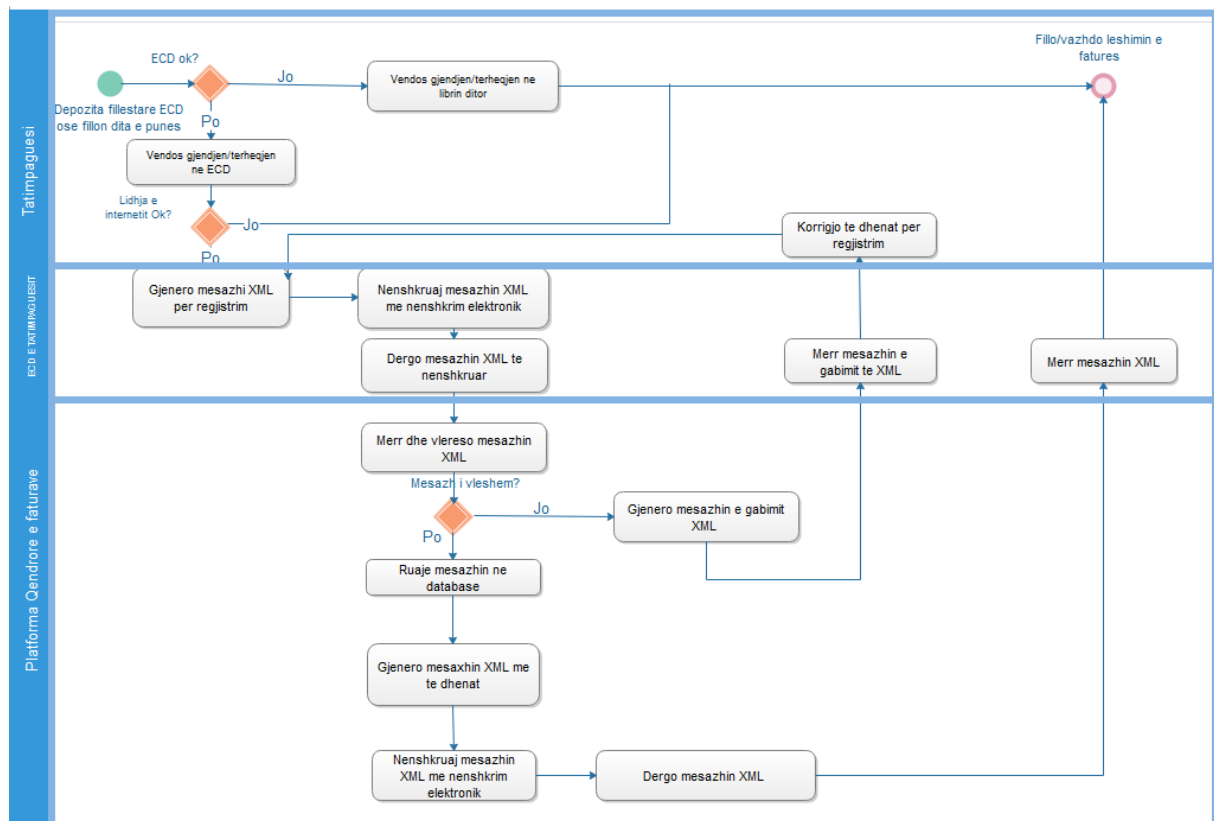 Tatimpaguesi
ECD ok?
Fillo/vazhdo leshimin e
fatures
Jo
Vendos gjendjen/terheqjen ne
librin ditor
Depozita fillestare ECD
ose fillon dita e punes
Po
Vendos gjendjen/terheqjen
ne ECD
Lidhja e
internetit Ok?
Jo
Po
Korrigjo te dhenat per
regjistrim
ECD E TATIMPAGUESIT
Gjenero mesazhi XML
per regjistrim
Nenshkruaj mesazhin XML
me nenshkrim elektronik
Dergo mesazhin XML te
nenshkruar
Merr mesazhin e
gabimit te XML
Merr mesazhin XML
Platforma Qendrore e faturave
Merr dhe vlereso mesazhin
XML
Mesazh i vleshem?
Jo
Gjenero mesazhin e gabimit
XML
Po
Ruaje mesazhin ne
database
Gjenero mesaxhin XML me
te dhenat
Nenshkruaj mesazhin
XML me nenshkrim
elektronik
Dergo mesazhin XML